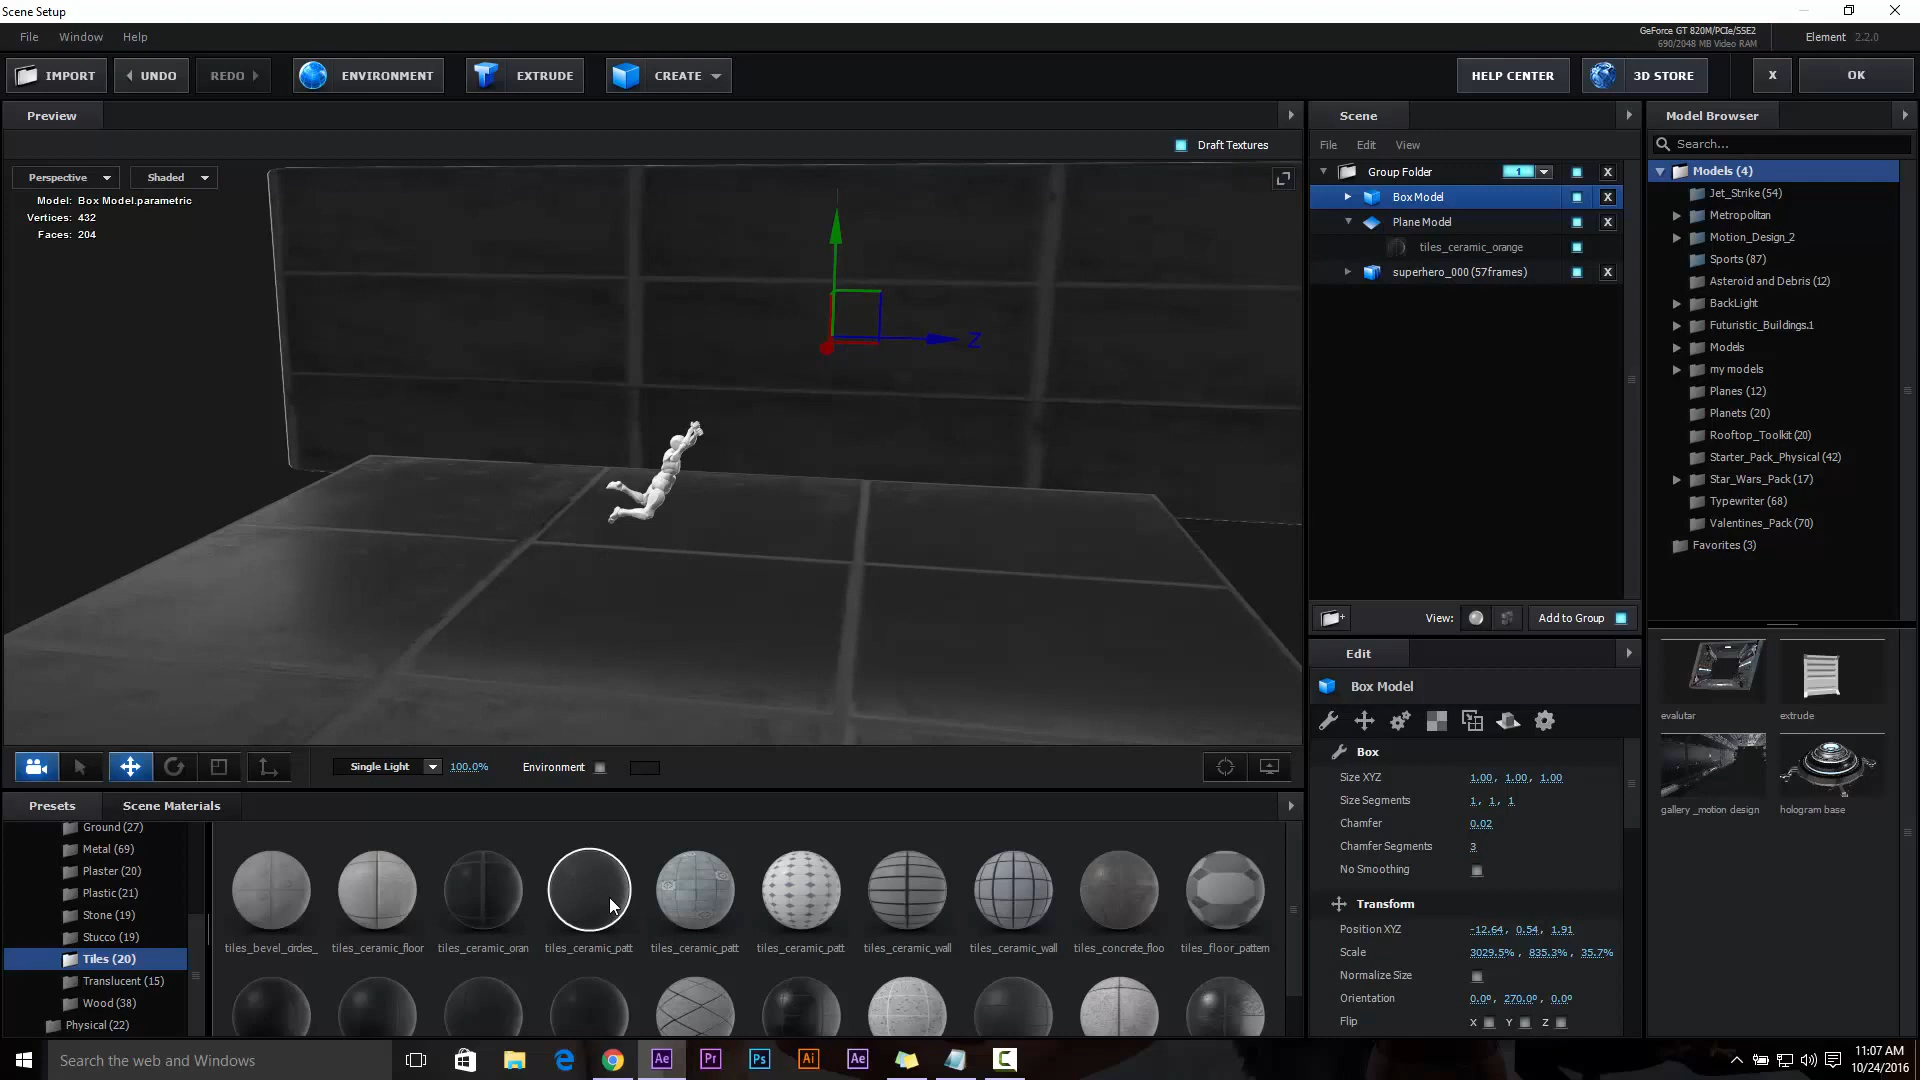 Scene Setup
File Window Help
GeForce GT 820M/PCIe/SSE2
690/2048 MB Video RAM
Element 2.2.0
IMPORT UNDO REDO ENVIRONMENT EXTRUDE CREATE HELP CENTER 3D STORE X OK
Preview
Draft Textures
Perspective Shaded
Model: Box Model.parametric
Vertices: 432
Faces: 204
Z
Single Light 100.0% Environment
Scene
File Edit View
Group Folder 1 X
Box Model X
Plane Model X
tiles_ceramic_orange
superhero_000 (57frames) X
View: Add to Group
Edit
Box Model
Box
Size XYZ 1.00, 1.00, 1.00
Size Segments 1, 1, 1
Chamfer 0.02
Chamfer Segments 3
No Smoothing
Transform
Position XYZ -12.64, 0.54, 1.91
Scale 3029.5%, 835.3%, 35.7%
Normalize Size
Orientation 0.0º, 270.0º, 0.0º
Flip X Y Z
Model Browser
Search...
Models (4)
Jet_Strike (54)
Metropolitan
Motion_Design_2
Sports (87)
Asteroid and Debris (12)
BackLight
Futuristic_Buildings.1
Models
my models
Planes (12)
Planets (20)
Rooftop_Toolkit (20)
Starter_Pack_Physical (42)
Star_Wars_Pack (17)
Typewriter (68)
Valentines_Pack (70)
Favorites (3)
evalutar extrude
gallery _motion design hologram base
Presets Scene Materials
Ground (27)
Metal (69)
Plaster (20)
Plastic (21)
Stone (19)
Stucco (19)
Tiles (20)
Translucent (15)
Wood (38)
Physical (22)
tiles_bevel_cirdes_ tiles_ceramic_floor tiles_ceramic_oran tiles_ceramic_patt tiles_ceramic_patt tiles_ceramic_patt tiles_ceramic_wall tiles_ceramic_wall tiles_concrete_floo tiles_floor_pattern
Search the web and Windows
Ae Pr Ps Ai Ae C
11:07 AM
10/24/2016